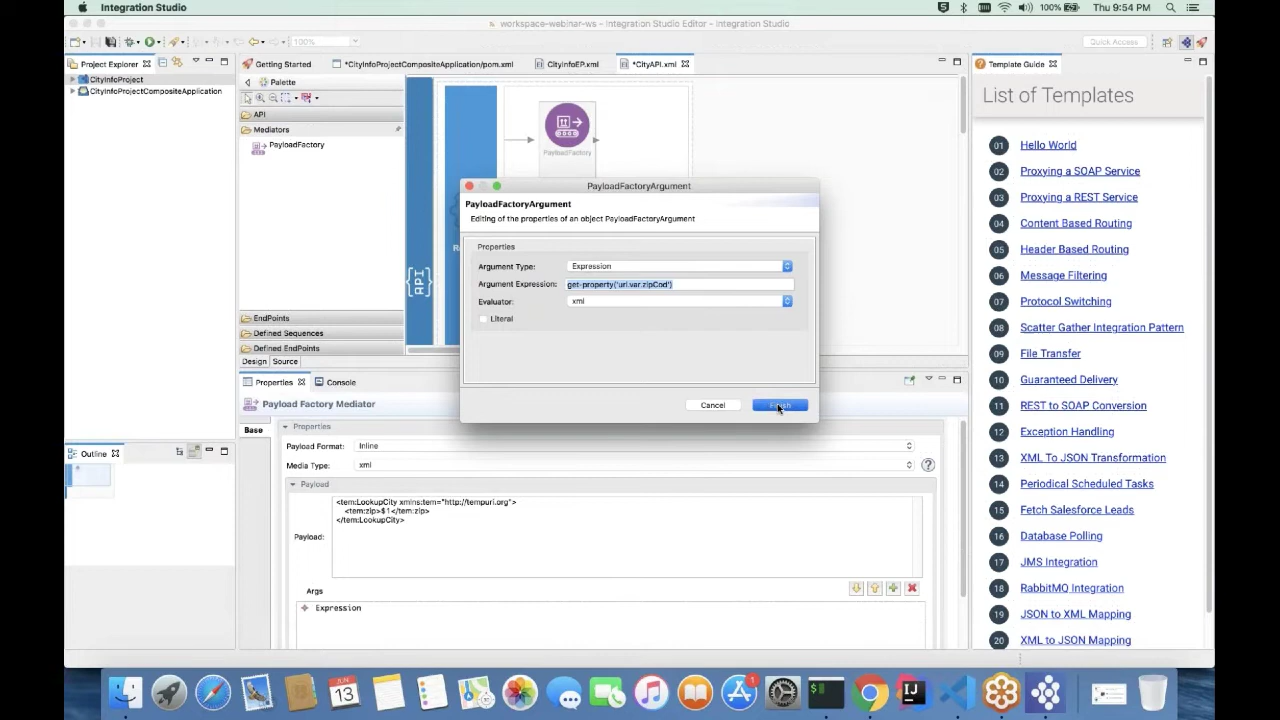 Integration Studio
100%
Thu 9:54 PM
workspace-webinar-ws – Integration Studio Editor – Integration Studio
100%
Quick Access
Project Explorer
Getting Started
*CityInfoProjectCompositeApplication/pom.xml
CityInfoEP.xml
*CityAPI.xml
Template Guide
CityInfoProject
CityInfoProjectCompositeApplication
Palette
API
Mediators
PayloadFactory
EndPoints
Defined Sequences
Defined EndPoints
Design
Source
{API}
PayloadFactory
PayloadFactoryArgument
PayloadFactoryArgument
Editing of the properties of an object PayloadFactoryArgument
Properties
Argument Type:
Expression
Argument Expression:
get-property('uri.var.zipCod')
Evaluator:
xml
Literal
Cancel
Finish
List of Templates
01 Hello World
02 Proxying a SOAP Service
03 Proxying a REST Service
04 Content Based Routing
05 Header Based Routing
06 Message Filtering
07 Protocol Switching
08 Scatter Gather Integration Pattern
09 File Transfer
10 Guaranteed Delivery
11 REST to SOAP Conversion
12 Exception Handling
13 XML To JSON Transformation
14 Periodical Scheduled Tasks
15 Fetch Salesforce Leads
16 Database Polling
17 JMS Integration
18 RabbitMQ Integration
19 JSON to XML Mapping
20 XML to JSON Mapping
Properties
Console
Payload Factory Mediator
Base
Properties
Payload Format:
Inline
Media Type:
xml
Payload
Payload:
<tem:LookupCity xmlns:tem="http://tempuri.org">
<tem:zip>$1</tem:zip>
</tem:LookupCity>
Args
Expression
Outline
JUN
13
1